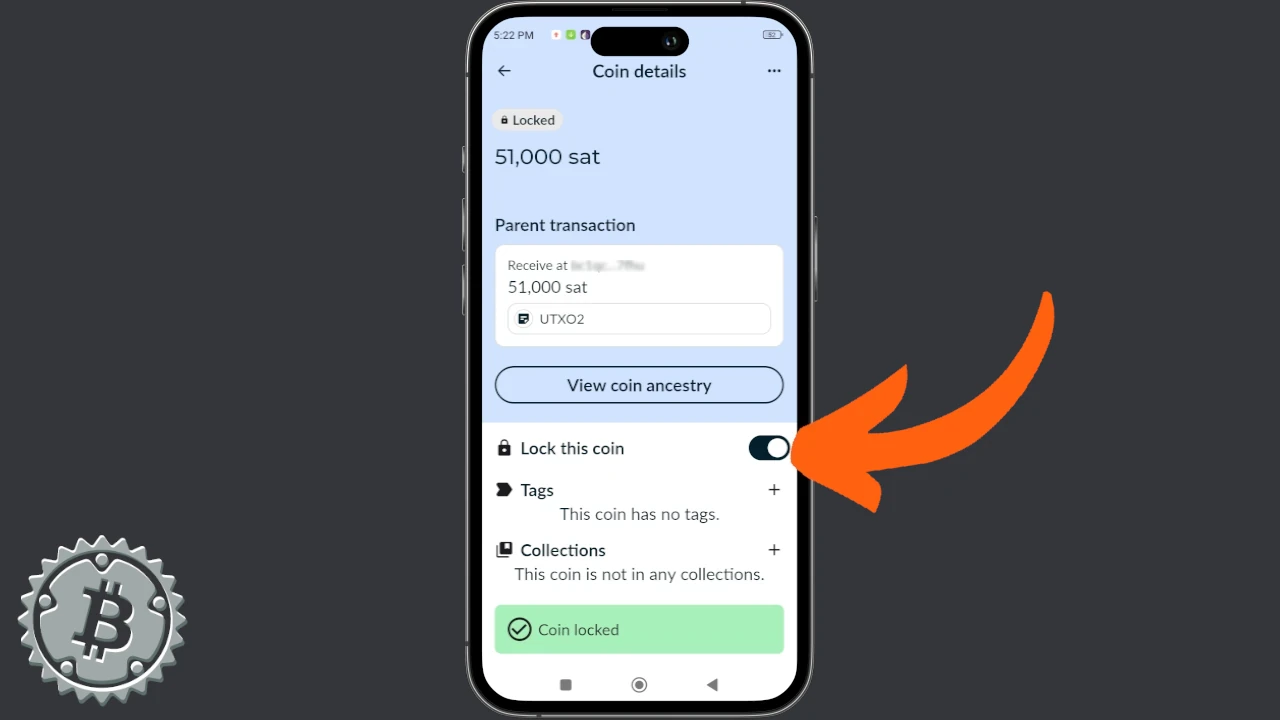 5:22 PM
82
Coin details
Locked
51,000 sat
Parent transaction
Receive at
51,000 sat
UTXO2
View coin ancestry
Lock this coin
Tags
This coin has no tags.
Collections
This coin is not in any collections.
Coin locked